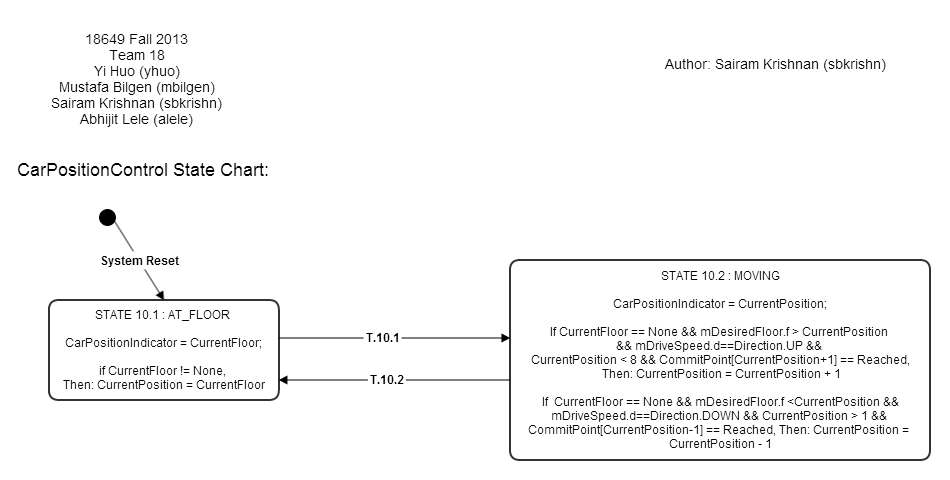 18649 Fall 2013
Team 18
Yi Huo (yhuo)
Mustafa Bilgen (mbilgen)
Sairam Krishnan (sbkrishn)
Abhijit Lele (alele)
Author: Sairam Krishnan (sbkrishn)
CarPositionControl State Chart:
System Reset
STATE 10.1 : AT_FLOOR
CarPositionIndicator = CurrentFloor;
if CurrentFloor != None,
Then: CurrentPosition = CurrentFloor
T.10.1
T.10.2
STATE 10.2 : MOVING
CarPositionIndicator = CurrentPosition;
If CurrentFloor == None && mDesiredFloor.f > CurrentPosition
&& mDriveSpeed.d==Direction.UP &&
CurrentPosition < 8 && CommitPoint[CurrentPosition+1] == Reached,
Then: CurrentPosition = CurrentPosition + 1
If CurrentFloor == None && mDesiredFloor.f <CurrentPosition &&
mDriveSpeed.d==Direction.DOWN && CurrentPosition > 1 &&
CommitPoint[CurrentPosition-1] == Reached, Then: CurrentPosition =
CurrentPosition - 1